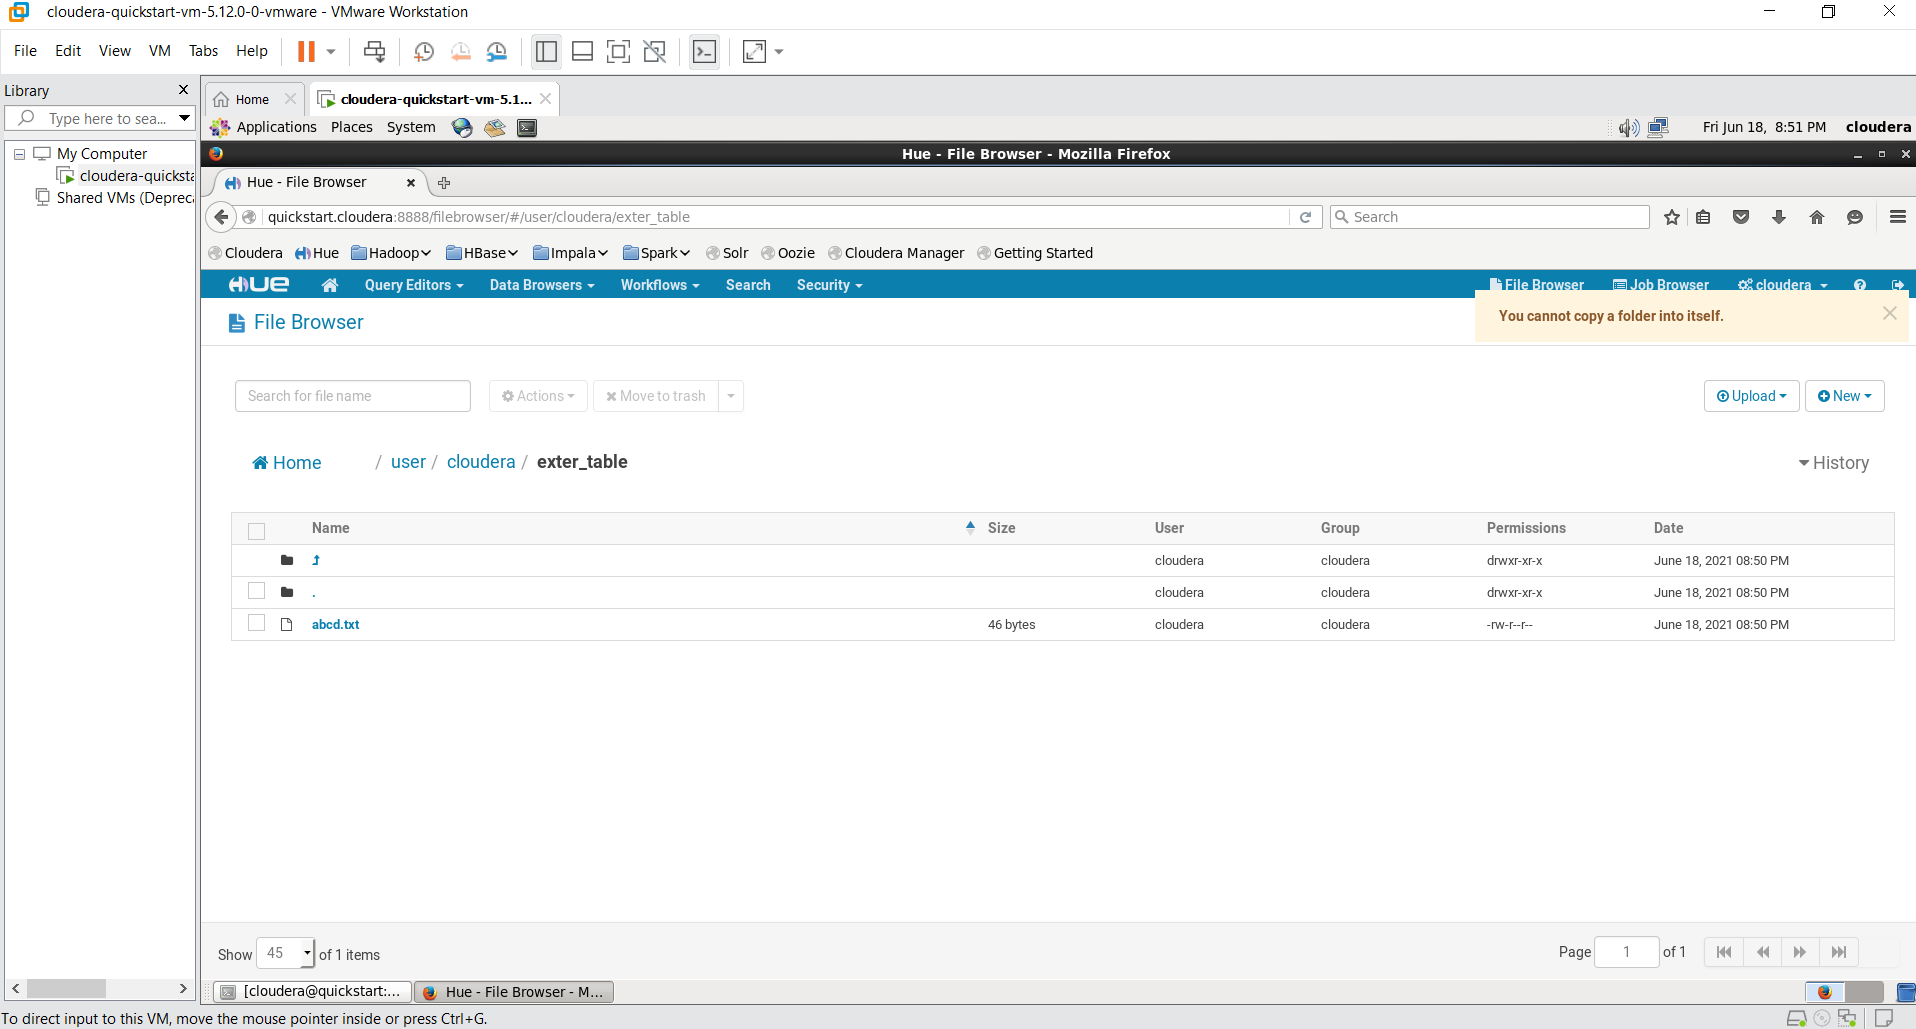 cloudera-quickstart-vm-5.12.0-0-vmware - VMware Workstation
File Edit View VM Tabs Help
Library
Type here to sea...
My Computer
cloudera-quicksta
Shared VMs (Depreca
Home
cloudera-quickstart-vm-5.1...
Applications Places System
Fri Jun 18, 8:51 PM cloudera
Hue - File Browser - Mozilla Firefox
Hue - File Browser
quickstart.cloudera:8888/filebrowser/#/user/cloudera/exter_table
Search
Cloudera Hue Hadoop HBase Impala Spark Solr Oozie Cloudera Manager Getting Started
HUE Query Editors Data Browsers Workflows Search Security File Browser Job Browser cloudera
File Browser
You cannot copy a folder into itself.
Search for file name Actions Move to trash Upload New
Home / user / cloudera / exter_table History
Name Size User Group Permissions Date
cloudera cloudera drwxr-xr-x June 18, 2021 08:50 PM
. cloudera cloudera drwxr-xr-x June 18, 2021 08:50 PM
abcd.txt 46 bytes cloudera cloudera -rw-r--r-- June 18, 2021 08:50 PM
Show 45 of 1 items Page 1 of 1
[cloudera@quickstart:... Hue - File Browser - M...
To direct input to this VM, move the mouse pointer inside or press Ctrl+G.